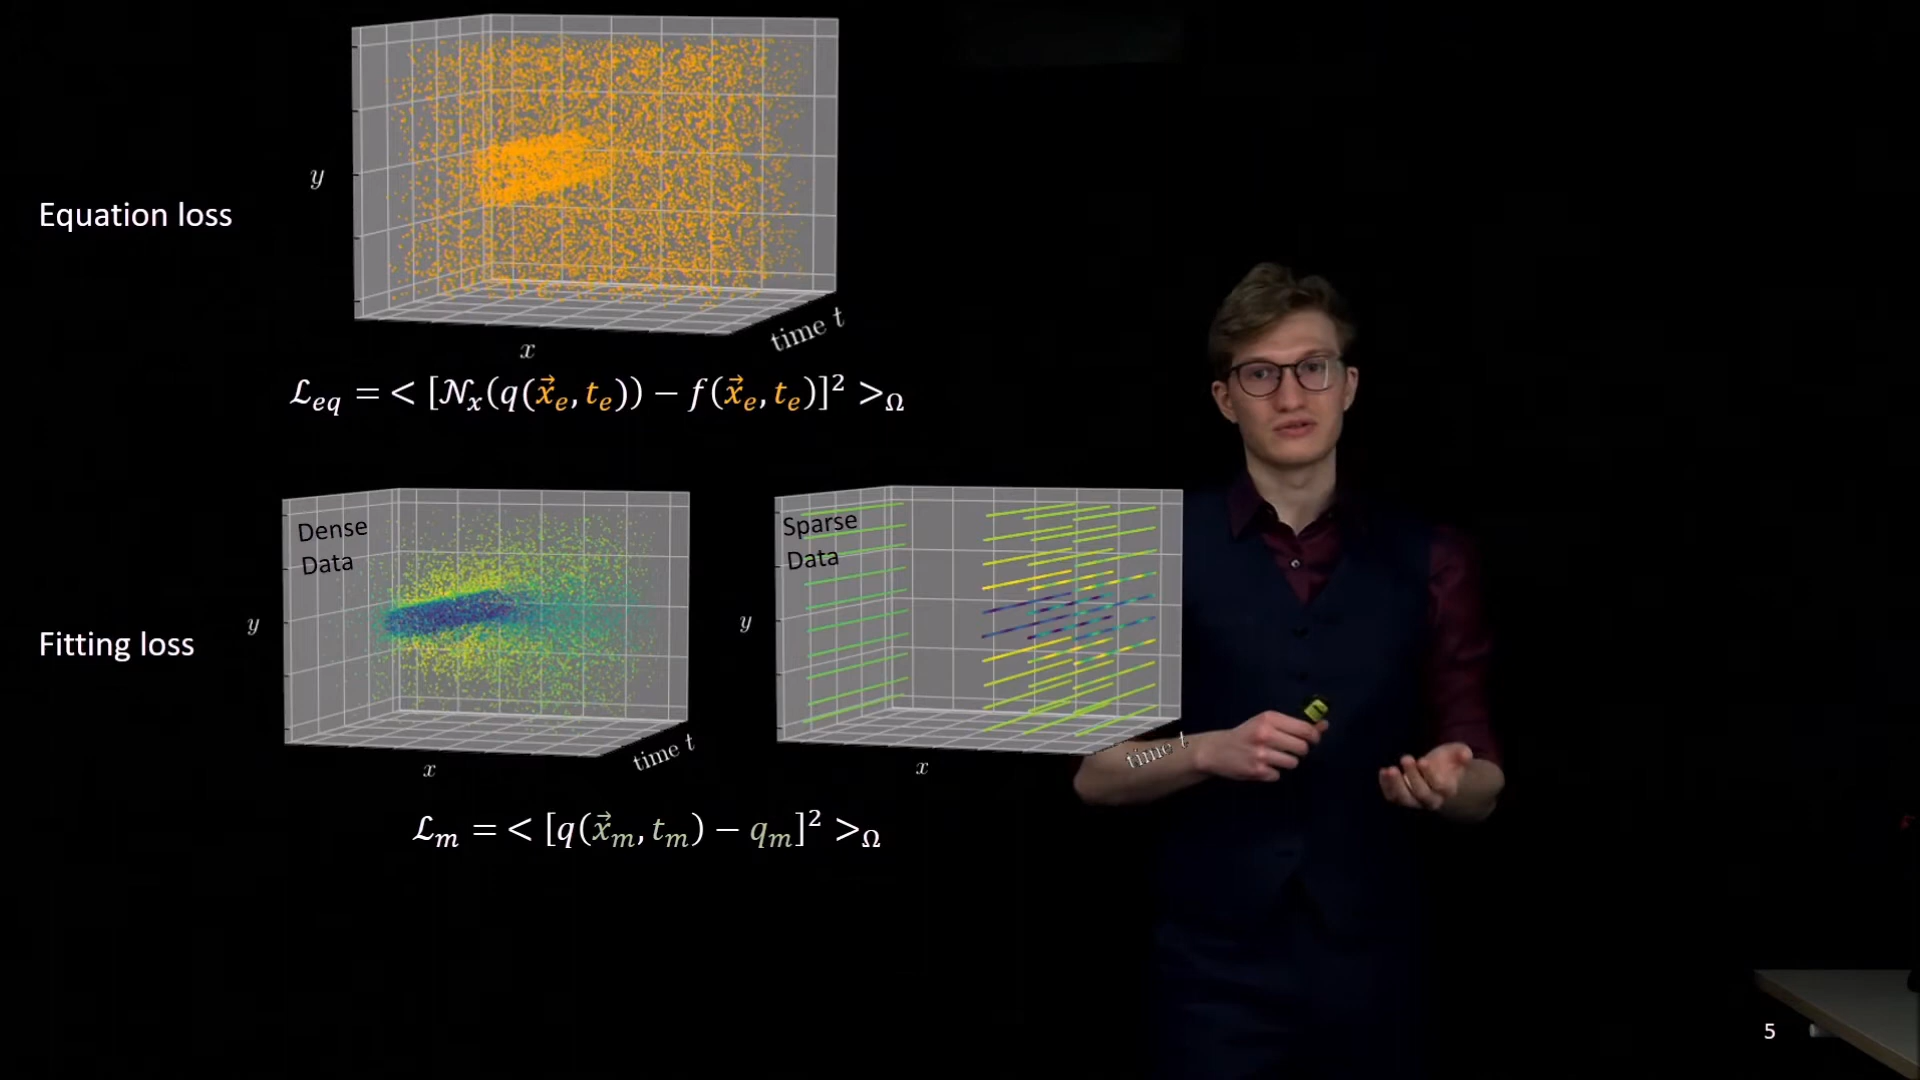 y
Equation loss
time t
x
ℒ_eq = < [𝒩_x(q(x⃗_e, t_e)) − f(x⃗_e, t_e)]² >_Ω
Dense
Data
Sparse
Data
y
y
Fitting loss
time t
time t
x
x
ℒ_m = < [q(x⃗_m, t_m) − q_m]² >_Ω
5